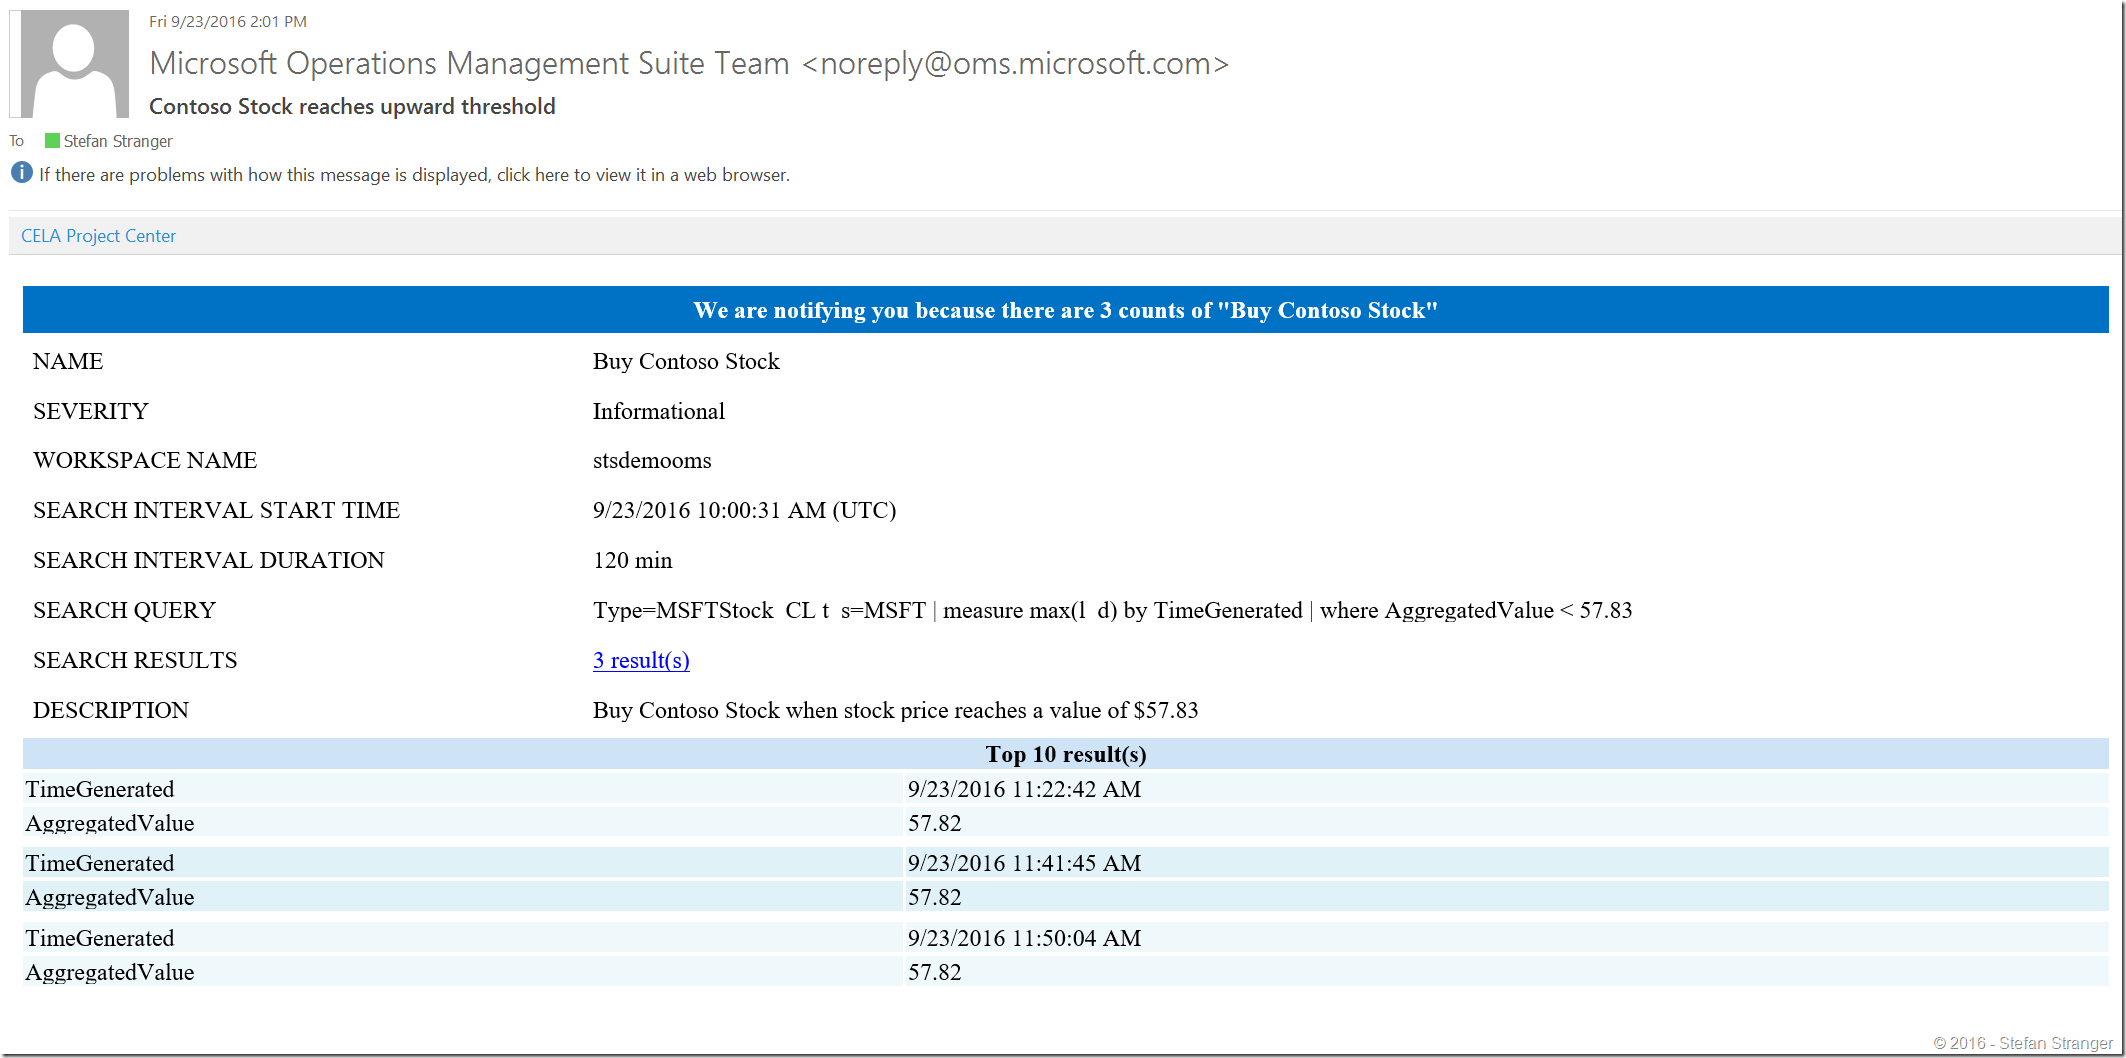 Fri 9/23/2016 2:01 PM
Microsoft Operations Management Suite Team <noreply@oms.microsoft.com>
Contoso Stock reaches upward threshold
To Stefan Stranger
If there are problems with how this message is displayed, click here to view it in a web browser.
CELA Project Center
We are notifying you because there are 3 counts of "Buy Contoso Stock"
NAME Buy Contoso Stock
SEVERITY Informational
WORKSPACE NAME stsdemooms
SEARCH INTERVAL START TIME 9/23/2016 10:00:31 AM (UTC)
SEARCH INTERVAL DURATION 120 min
SEARCH QUERY Type=MSFTStock_CL t_s=MSFT | measure max(l_d) by TimeGenerated | where AggregatedValue < 57.83
SEARCH RESULTS 3 result(s)
DESCRIPTION Buy Contoso Stock when stock price reaches a value of $57.83
Top 10 result(s)
TimeGenerated 9/23/2016 11:22:42 AM
AggregatedValue 57.82
TimeGenerated 9/23/2016 11:41:45 AM
AggregatedValue 57.82
TimeGenerated 9/23/2016 11:50:04 AM
AggregatedValue 57.82
© 2016 - Stefan Stranger